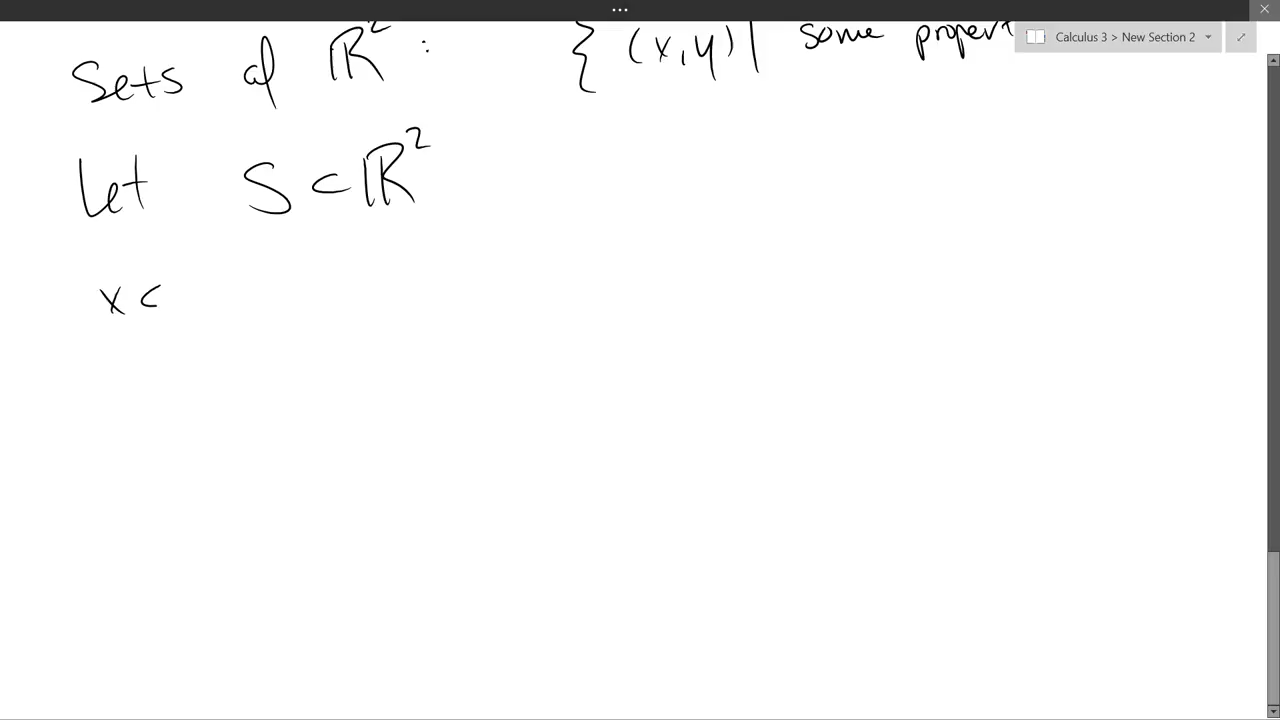 Calculus 3 > New Section 2
Sets of ℝ² : { (x,y) | some propert
Let S ⊂ ℝ²
x ⊂